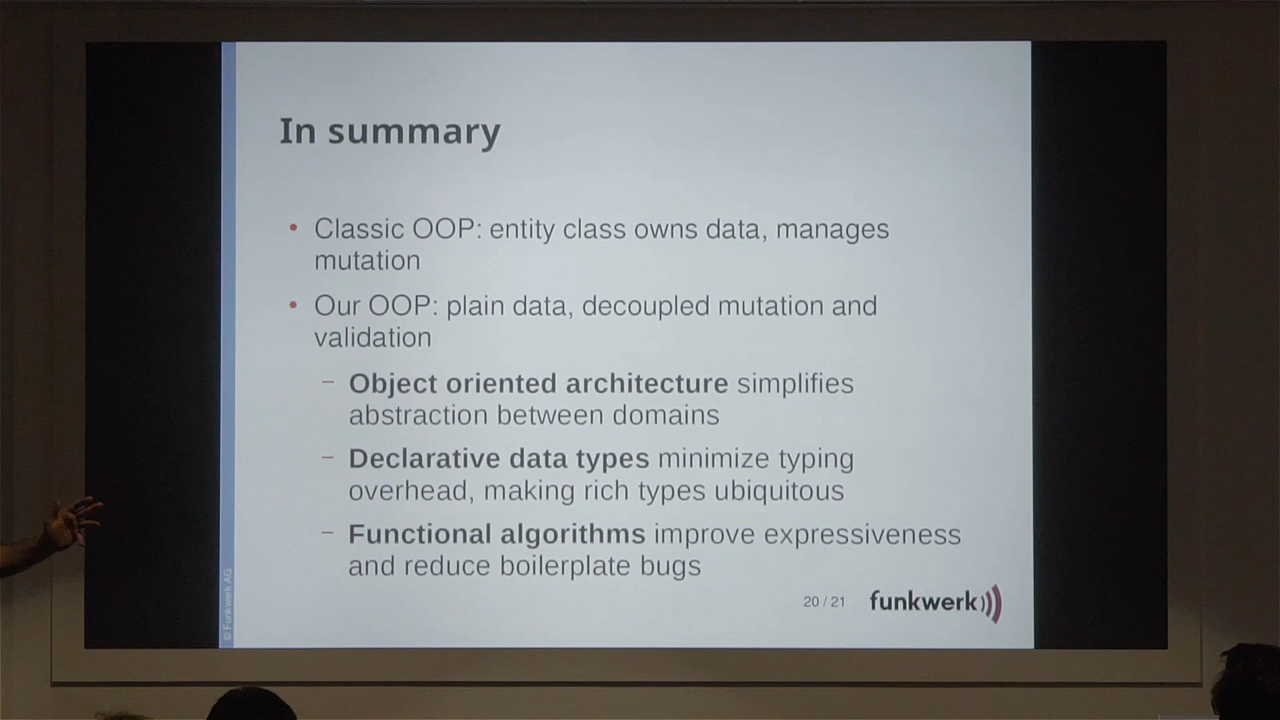 In summary
• Classic OOP: entity class owns data, manages
mutation
• Our OOP: plain data, decoupled mutation and
validation
– Object oriented architecture simplifies
abstraction between domains
– Declarative data types minimize typing
overhead, making rich types ubiquitous
– Functional algorithms improve expressiveness
and reduce boilerplate bugs
20 / 21
funkwerk
© Funkwerk AG